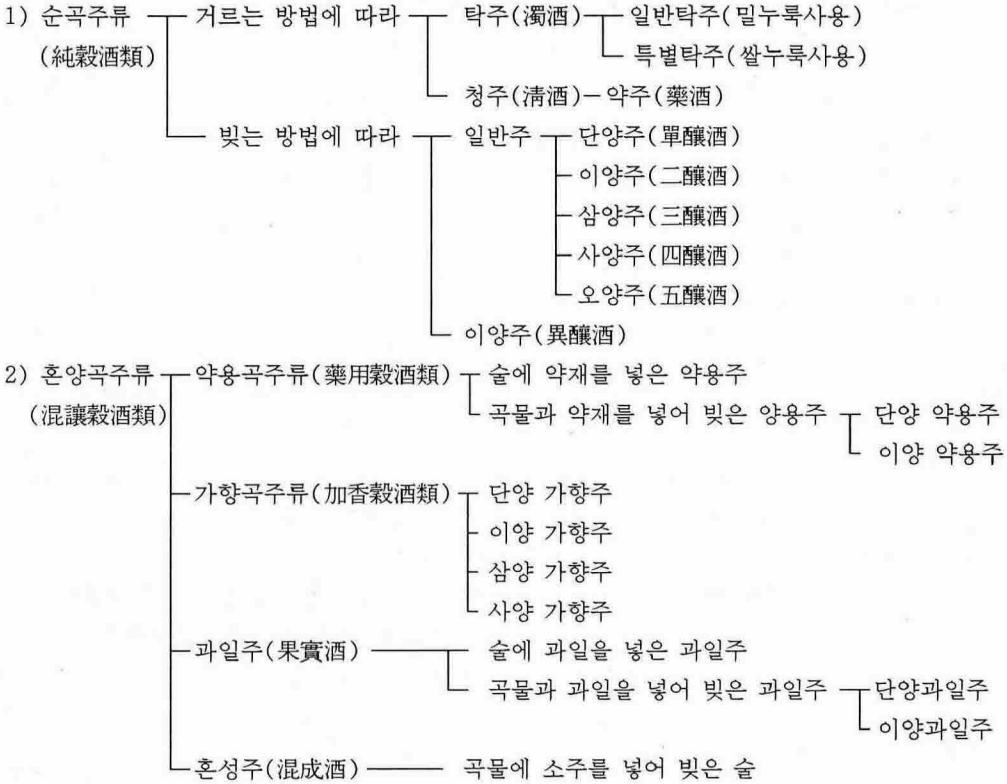 1) 순곡주류 거르는 방법에 따라 탁주(濁酒) 일반탁주(밀누룩사용)
(純穀酒類) 특별탁주(쌀누룩사용)
청주(淸酒)-약주(藥酒)
빚는 방법에 따라 일반주 단양주(單釀酒)
이양주(二釀酒)
삼양주(三釀酒)
사양주(四釀酒)
오양주(五釀酒)
이양주(異釀酒)
2) 혼양곡주류 약용곡주류(藥用穀酒類) 술에 약재를 넣은 약용주
(混讓穀酒類) 곡물과 약재를 넣어 빚은 양용주 단양 약용주
이양 약용주
가향곡주류(加香穀酒類) 단양 가향주
이양 가향주
삼양 가향주
사양 가향주
과일주(果實酒) 술에 과일을 넣은 과일주
곡물과 과일을 넣어 빚은 과일주 단양과일주
이양과일주
혼성주(混成酒) 곡물에 소주를 넣어 빚은 술